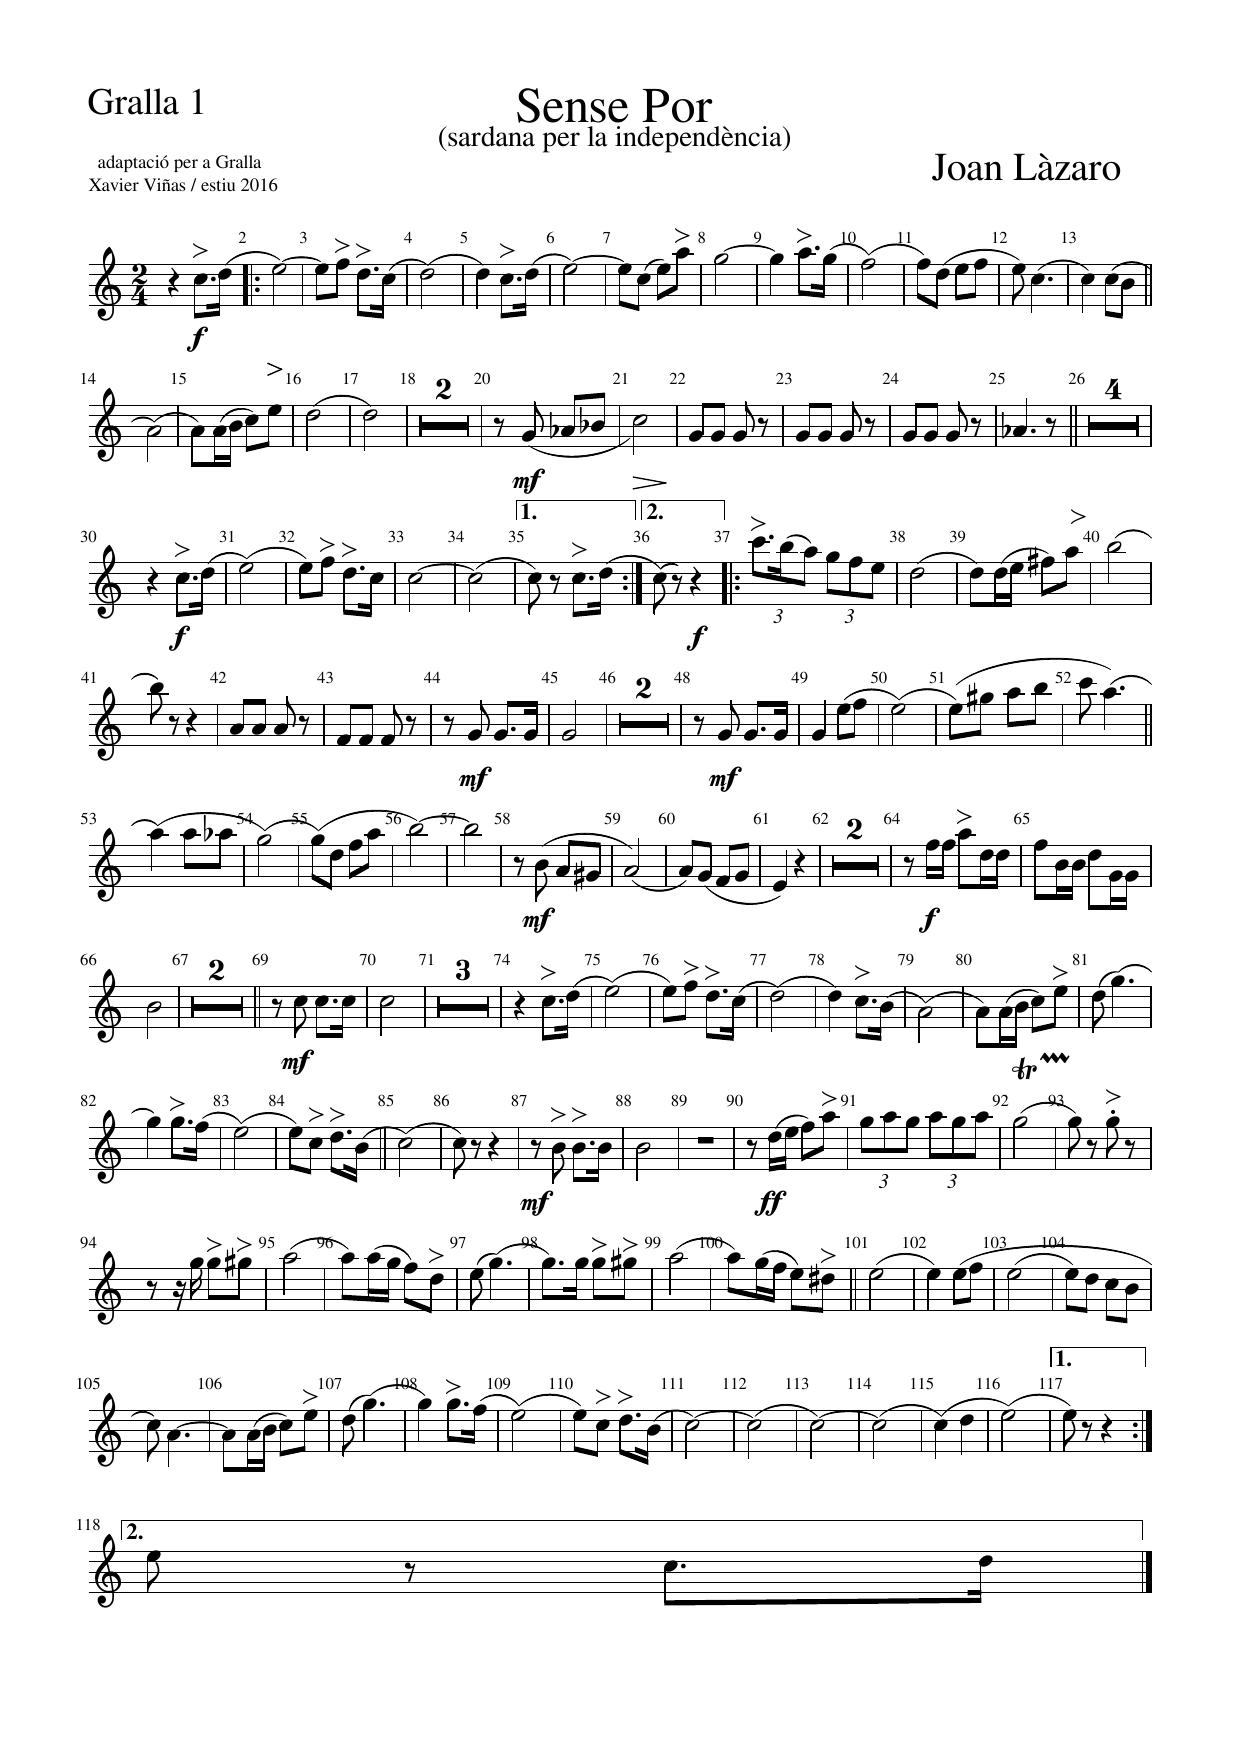 Gralla 1
Sense Por
(sardana per la independència)
adaptació per a Gralla
Xavier Viñas / estiu 2016
Joan Làzaro
2 3 4 5 6 7 8 9 10 11 12 13
2 4
f
14 15 16 17 18 2 20 21 22 23 24 25 26 4
mf
1. 2.
30 31 32 33 34 35 36 37 38 39 40
3 3
f f
41 42 43 44 45 46 2 48 49 50 51 52
mf mf
53 54 55 56 57 58 59 60 61 62 2 64 65
mf f
66 67 2 69 70 71 3 74 75 76 77 78 79 80 81
mf tr
82 83 84 85 86 87 88 89 90 91 92 93
mf ff 3 3
94 95 96 97 98 99 100 101 102 103 104
1.
105 106 107 108 109 110 111 112 113 114 115 116 117
118 2.